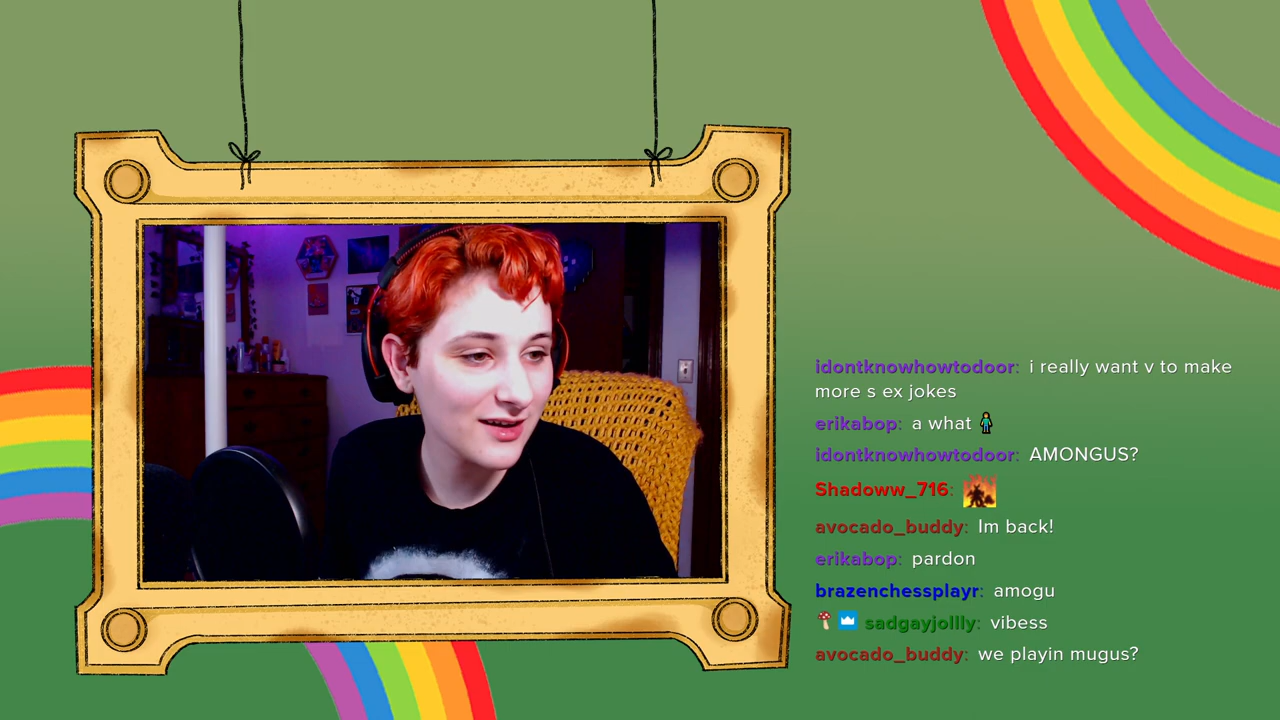 idontknowhowtodoor: i really want v to make
more s ex jokes
erikabop: a what
idontknowhowtodoor: AMONGUS?
Shadoww_716:
avocado_buddy: Im back!
erikabop: pardon
brazenchessplayr: amogu
sadgayjollly: vibess
avocado_buddy: we playin mugus?